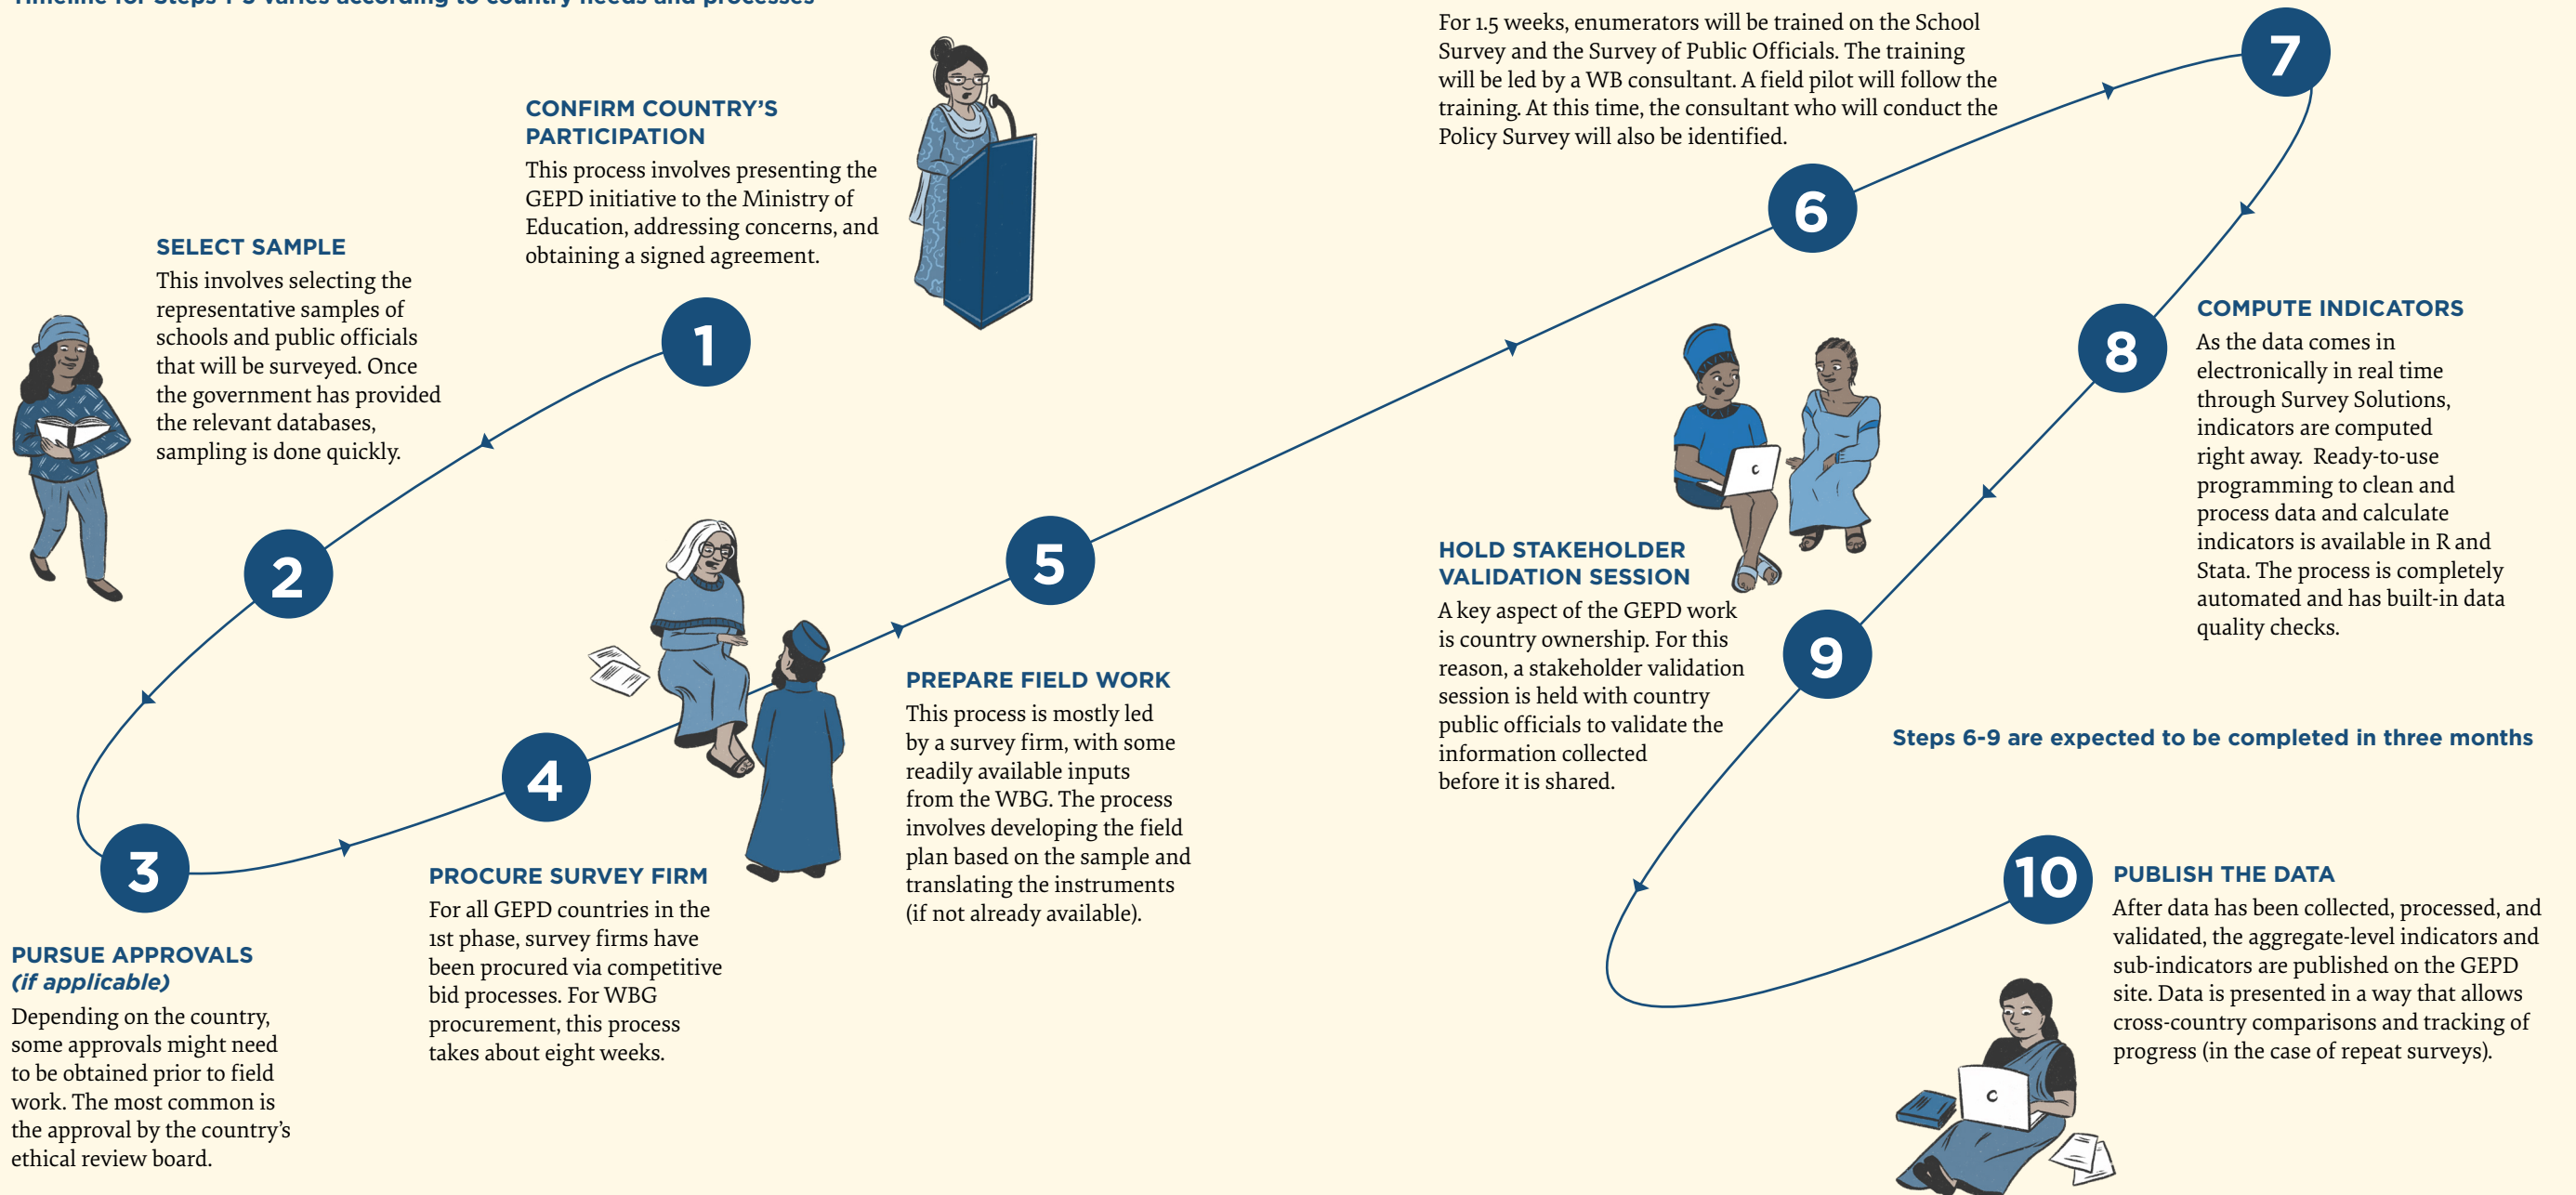 Timeline for Steps 1-5 varies according to country needs and processes
1
CONFIRM COUNTRY'S
PARTICIPATION
This process involves presenting the
GEPD initiative to the Ministry of
Education, addressing concerns, and
obtaining a signed agreement.
2
SELECT SAMPLE
This involves selecting the
representative samples of
schools and public officials
that will be surveyed. Once
the government has provided
the relevant databases,
sampling is done quickly.
3
PURSUE APPROVALS
(if applicable)
Depending on the country,
some approvals might need
to be obtained prior to field
work. The most common is
the approval by the country's
ethical review board.
4
PROCURE SURVEY FIRM
For all GEPD countries in the
1st phase, survey firms have
been procured via competitive
bid processes. For WBG
procurement, this process
takes about eight weeks.
5
PREPARE FIELD WORK
This process is mostly led
by a survey firm, with some
readily available inputs
from the WBG. The process
involves developing the field
plan based on the sample and
translating the instruments
(if not already available).
6
For 1.5 weeks, enumerators will be trained on the School
Survey and the Survey of Public Officials. The training
will be led by a WB consultant. A field pilot will follow the
training. At this time, the consultant who will conduct the
Policy Survey will also be identified.
7
8
COMPUTE INDICATORS
As the data comes in
electronically in real time
through Survey Solutions,
indicators are computed
right away. Ready-to-use
programming to clean and
process data and calculate
indicators is available in R and
Stata. The process is completely
automated and has built-in data
quality checks.
9
HOLD STAKEHOLDER
VALIDATION SESSION
A key aspect of the GEPD work
is country ownership. For this
reason, a stakeholder validation
session is held with country
public officials to validate the
information collected
before it is shared.
Steps 6-9 are expected to be completed in three months
10
PUBLISH THE DATA
After data has been collected, processed, and
validated, the aggregate-level indicators and
sub-indicators are published on the GEPD
site. Data is presented in a way that allows
cross-country comparisons and tracking of
progress (in the case of repeat surveys).